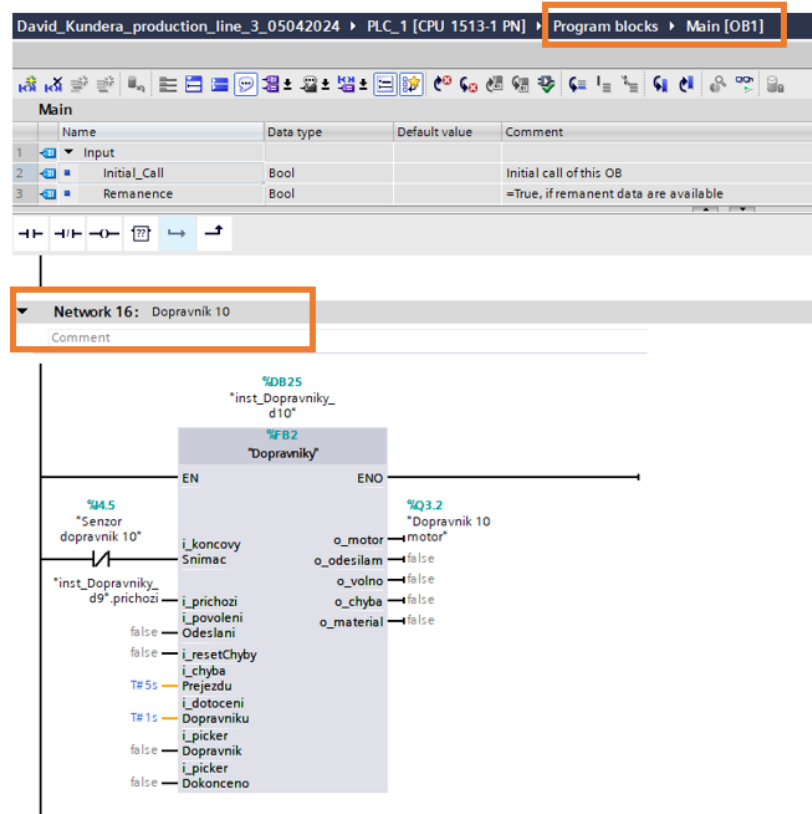 David_Kundera_production_line_3_05042024 ▸ PLC_1 [CPU 1513-1 PN] ▸ Program blocks ▸ Main [OB1]
Main
Name Data type Default value Comment
1 Input
2 Initial_Call Bool Initial call of this OB
3 Remanence Bool =True, if remanent data are available
??
Network 16: Dopravník 10
Comment
%DB25
"inst_Dopravniky_
d10"
%FB2
"Dopravniky"
EN ENO
%I4.5
"Senzor
dopravnik 10"
i_koncovy
Snimac
"inst_Dopravniky_
d9".prichozi
i_prichozi
i_povoleni
false Odeslani
false i_resetChyby
i_chyba
T#5s Prejezdu
i_dotoceni
T#1s Dopravniku
i_picker
false Dopravnik
i_picker
false Dokonceno
%Q3.2
"Dopravnik 10
o_motor motor"
o_odesilam false
o_volno false
o_chyba false
o_material false